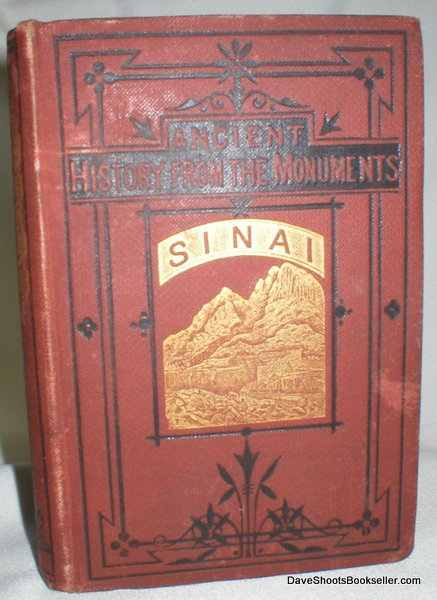 ANCIENT
HISTORY FROM THE MONUMENTS
SINAI
DaveShootsBookseller.com